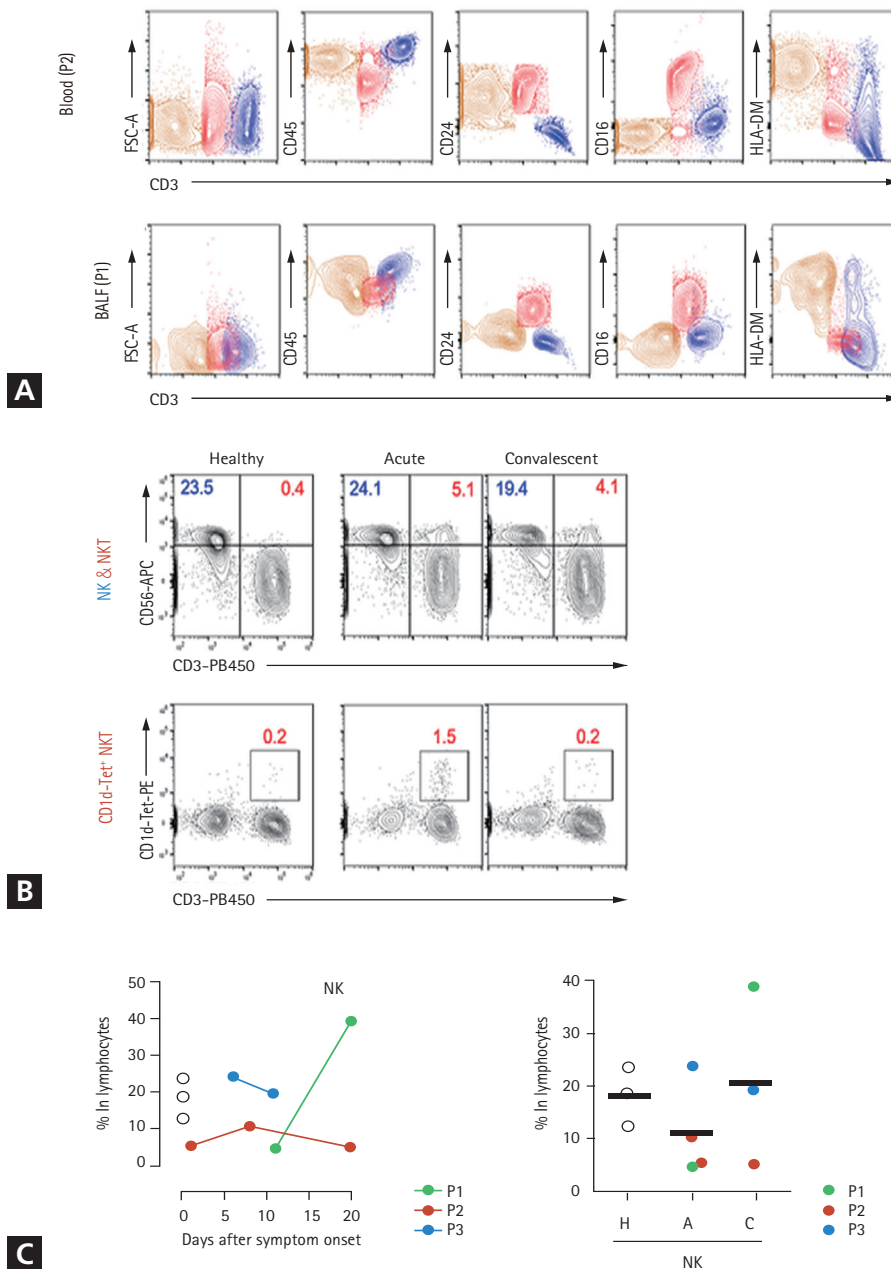 Blood (P2)
FSC-A
CD45
CD24
CD16
HLA-DM
CD3
BALF (P1)
FSC-A
CD45
CD24
CD16
HLA-DM
CD3
A
Healthy
Acute
Convalescent
NK & NKT
CD56-APC
23.5
0.4
24.1
5.1
19.4
4.1
CD3-PB450
CD1d-Tet⁺ NKT
CD1d-Tet-PE
0.2
1.5
0.2
CD3-PB450
B
NK
% In lymphocytes
50
40
30
20
10
0
0 5 10 15 20
Days after symptom onset
P1
P2
P3
% In lymphocytes
40
30
20
10
0
H A C
NK
P1
P2
P3
C